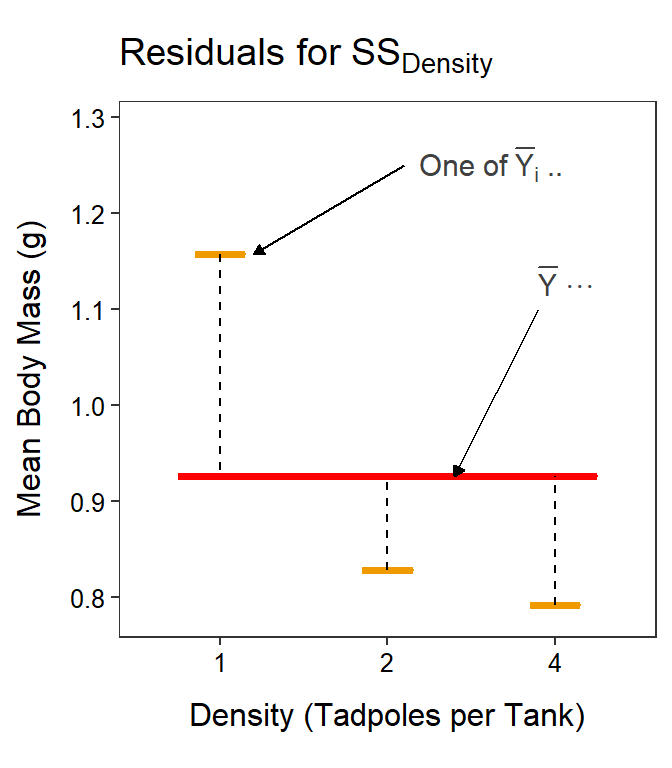 Residuals for SS_Density
1.3
1.2
1.1
1.0
0.9
0.8
Mean Body Mass (g)
One of Y̅i ..
Y̅ ···
1 2 4
Density (Tadpoles per Tank)